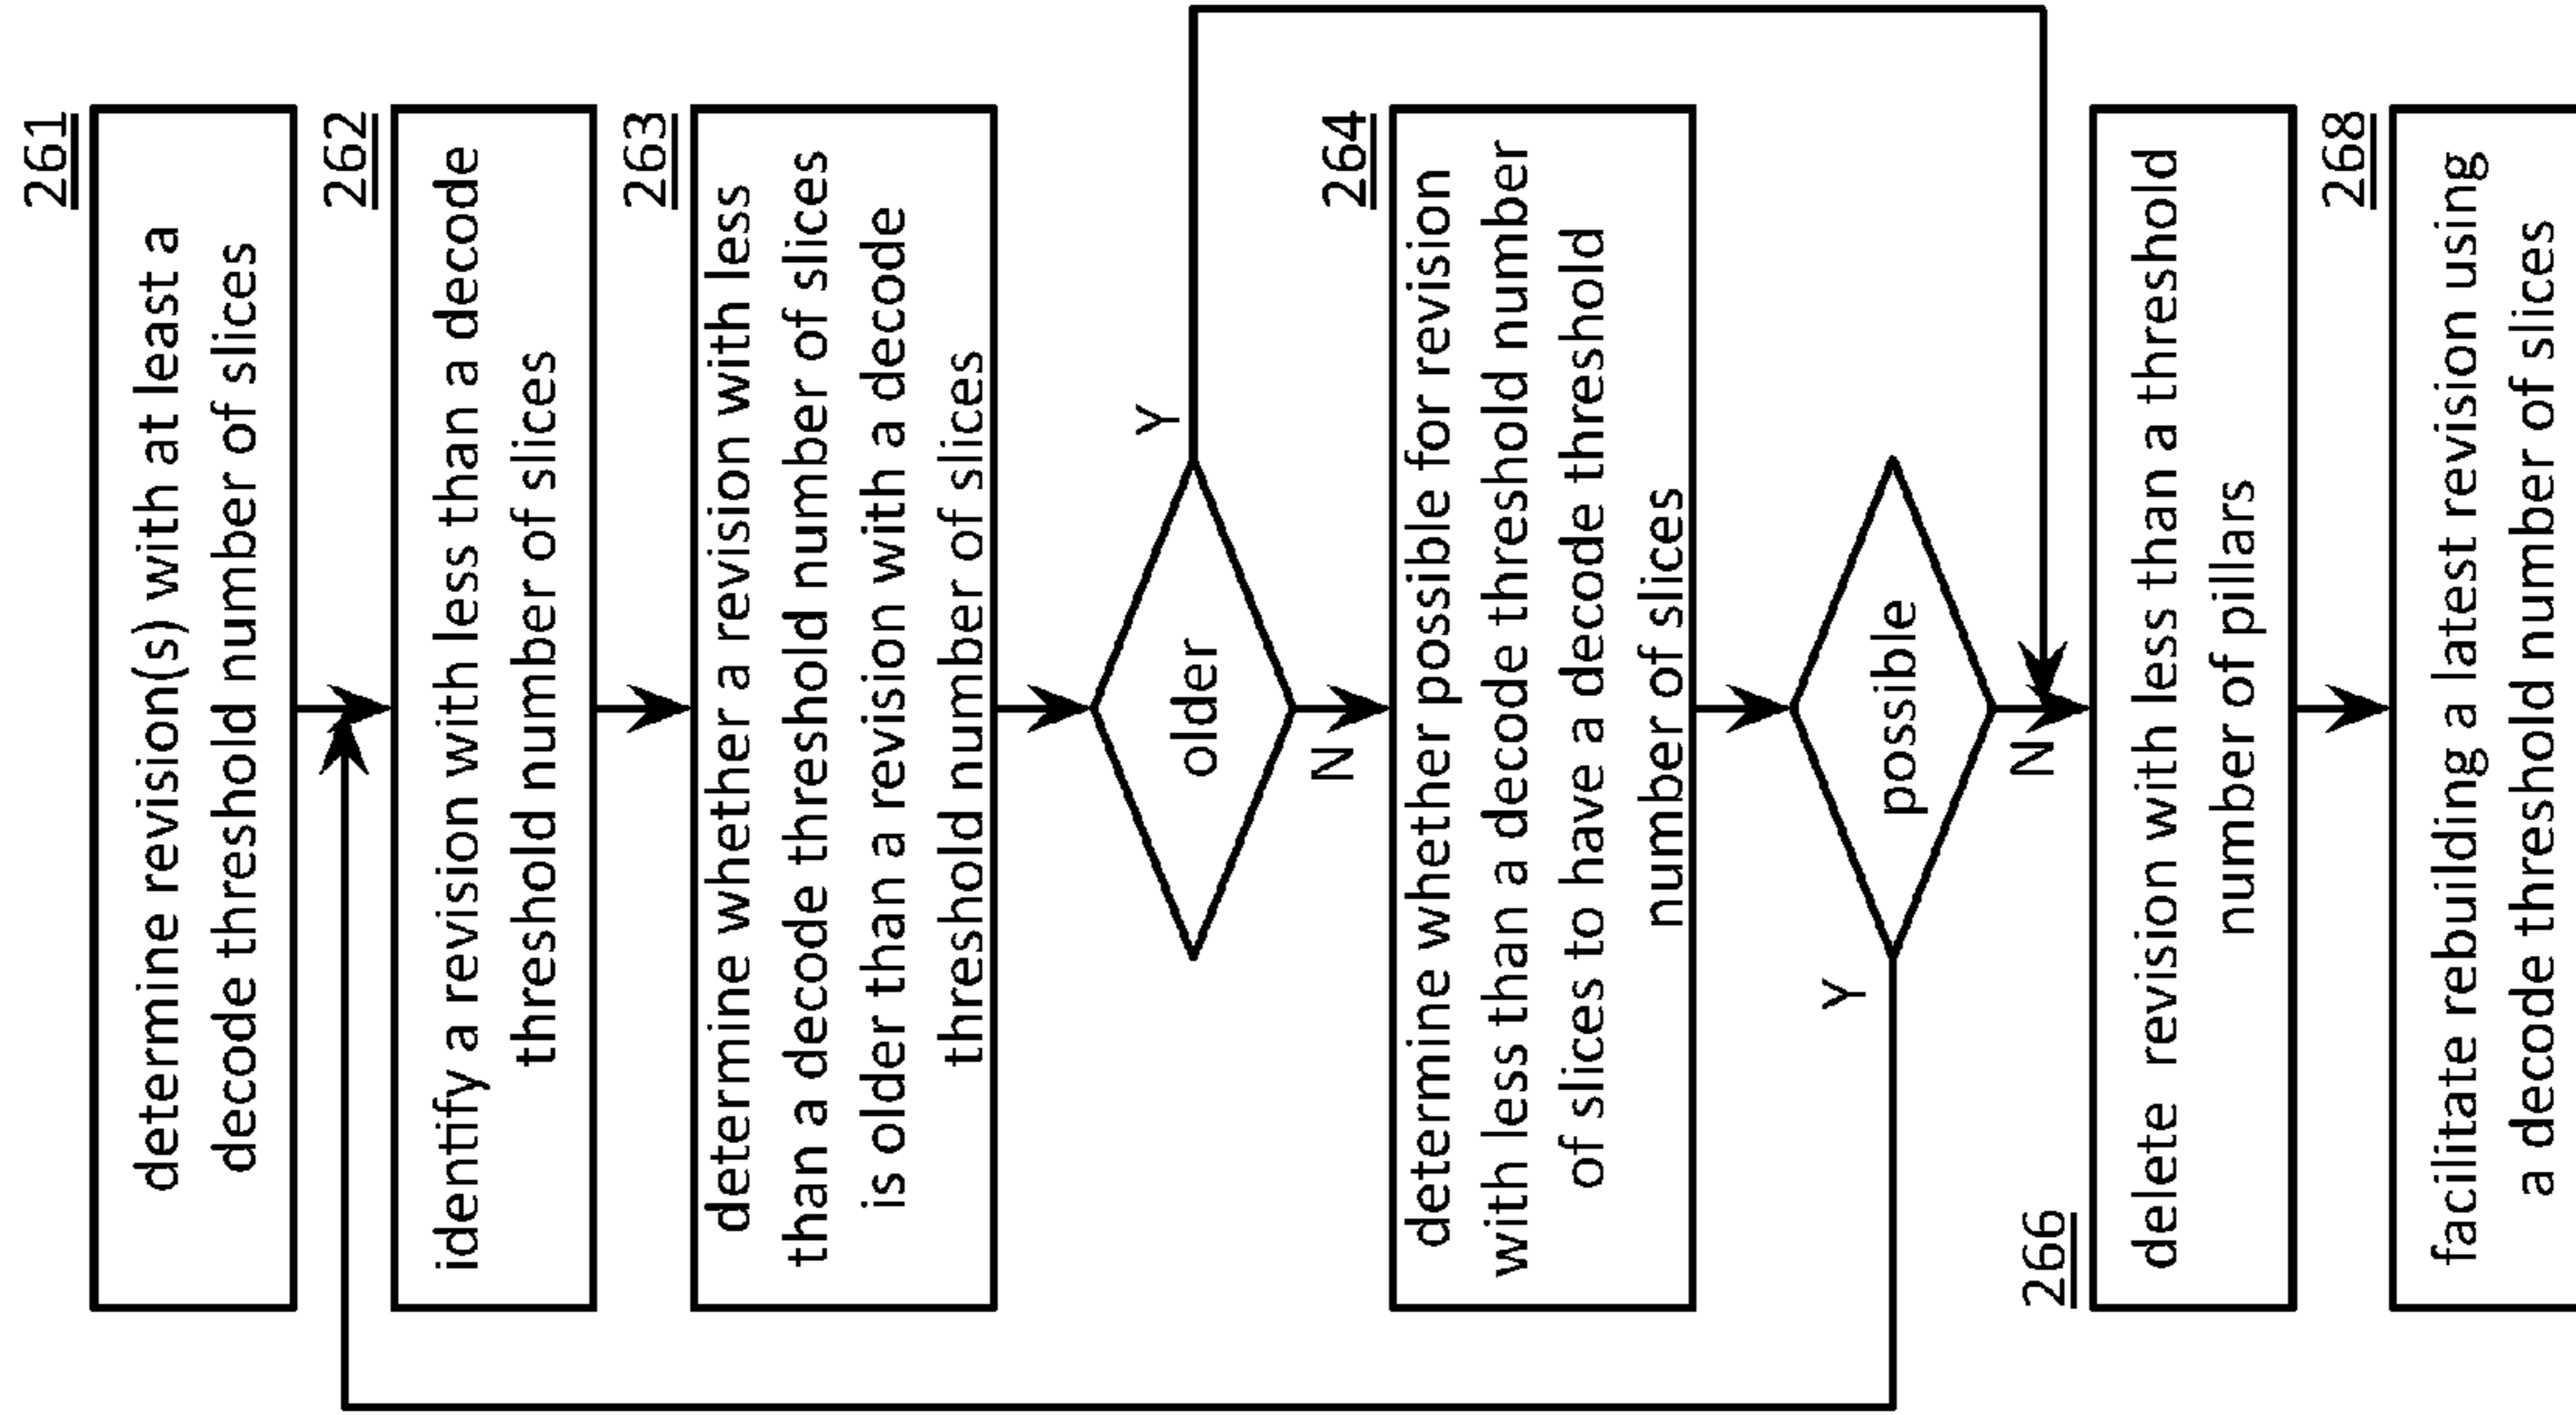 261
determine revision(s) with at least a
decode threshold number of slices
262
identify a revision with less than a decode
threshold number of slices
263
determine whether a revision with less
than a decode threshold number of slices
is older than a revision with a decode
threshold number of slices
older
Y
N
264
determine whether possible for revision
with less than a decode threshold number
of slices to have a decode threshold
number of slices
possible
Y
N
266
delete revision with less than a threshold
number of pillars
268
facilitate rebuilding a latest revision using
a decode threshold number of slices